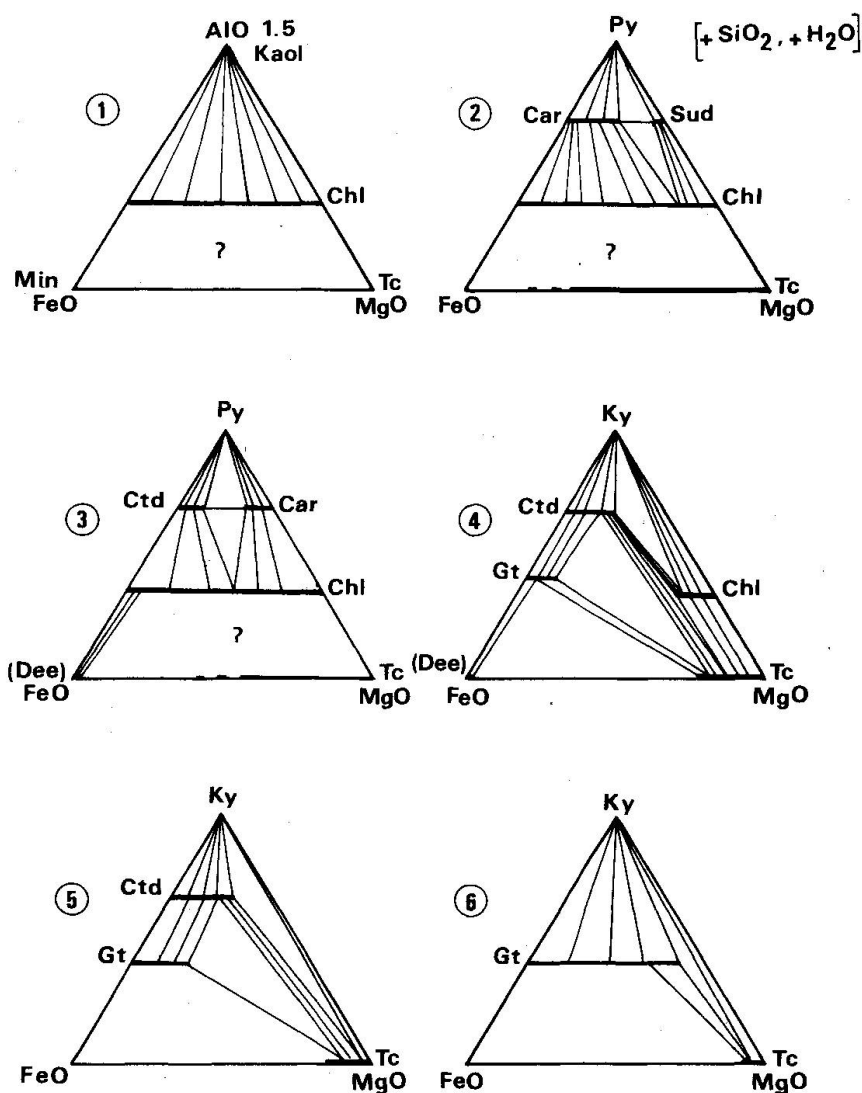 AlO 1.5
Kaol
1
Chl
?
Min
FeO
Tc
MgO
[+SiO2, +H2O]
Py
2
Car
Sud
Chl
?
FeO
Tc
MgO
Py
Ctd
Car
3
Chl
?
(Dee)
FeO
Tc
MgO
Ky
4
Ctd
Gt
Chl
(Dee)
FeO
Tc
MgO
Ky
5
Ctd
Gt
FeO
Tc
MgO
Ky
6
Gt
FeO
Tc
MgO